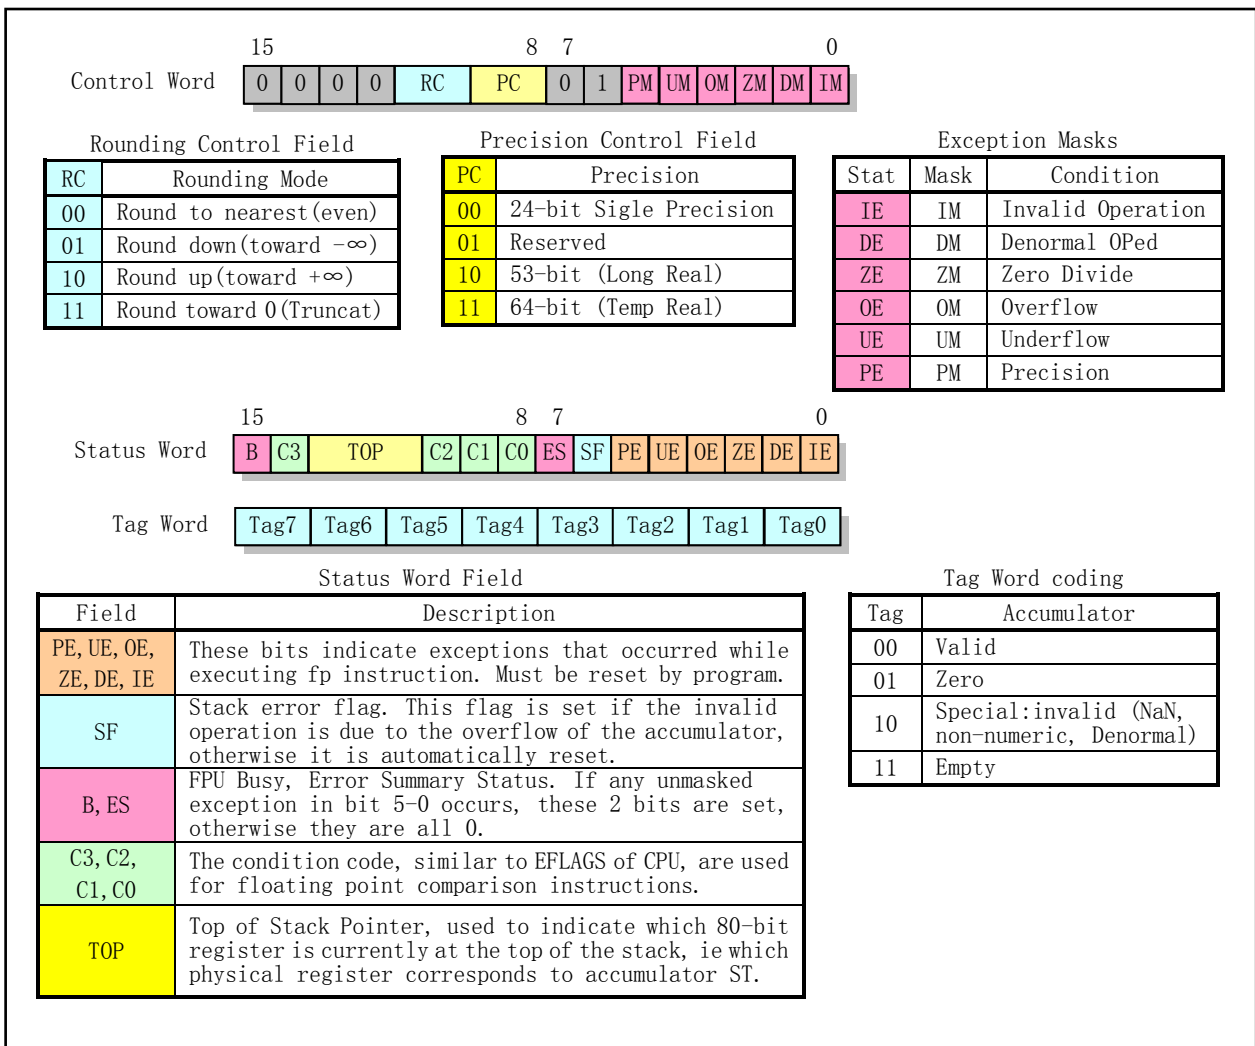 15 8 7 0
Control Word 0 0 0 0 RC PC 0 1 PM UM OM ZM DM IM
Rounding Control Field
RC Rounding Mode
00 Round to nearest(even)
01 Round down(toward -∞)
10 Round up(toward +∞)
11 Round toward 0(Truncat)
Precision Control Field
PC Precision
00 24-bit Sigle Precision
01 Reserved
10 53-bit (Long Real)
11 64-bit (Temp Real)
Exception Masks
Stat Mask Condition
IE IM Invalid Operation
DE DM Denormal OPed
ZE ZM Zero Divide
OE OM Overflow
UE UM Underflow
PE PM Precision
15 8 7 0
Status Word B C3 TOP C2 C1 C0 ES SF PE UE OE ZE DE IE
Tag Word Tag7 Tag6 Tag5 Tag4 Tag3 Tag2 Tag1 Tag0
Status Word Field
Field Description
PE, UE, OE,
ZE, DE, IE
These bits indicate exceptions that occurred while
executing fp instruction. Must be reset by program.
SF
Stack error flag. This flag is set if the invalid
operation is due to the overflow of the accumulator,
otherwise it is automatically reset.
B, ES
FPU Busy, Error Summary Status. If any unmasked
exception in bit 5-0 occurs, these 2 bits are set,
otherwise they are all 0.
C3, C2,
C1, C0
The condition code, similar to EFLAGS of CPU, are used
for floating point comparison instructions.
TOP
Top of Stack Pointer, used to indicate which 80-bit
register is currently at the top of the stack, ie which
physical register corresponds to accumulator ST.
Tag Word coding
Tag Accumulator
00 Valid
01 Zero
10
Special:invalid (NaN,
non-numeric, Denormal)
11 Empty